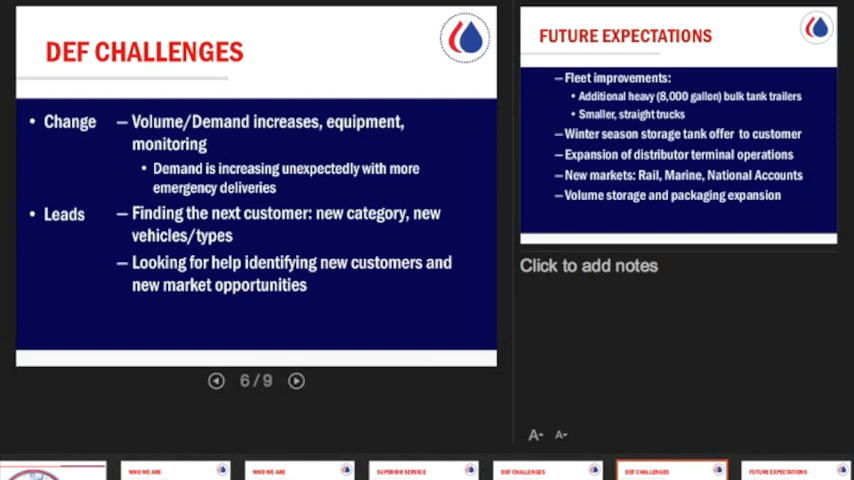 DEF CHALLENGES
• Change
— Volume/Demand increases, equipment,
monitoring
• Demand is increasing unexpectedly with more
emergency deliveries
• Leads
— Finding the next customer: new category, new
vehicles/types
— Looking for help identifying new customers and
new market opportunities
6/9
FUTURE EXPECTATIONS
—Fleet improvements:
• Additional heavy (8,000 gallon) bulk tank trailers
• Smaller, straight trucks
—Winter season storage tank offer to customer
—Expansion of distributor terminal operations
—New markets: Rail, Marine, National Accounts
—Volume storage and packaging expansion
Click to add notes
A A
WHO WE ARE
WHO WE ARE
SUPERIOR SERVICE
DEF CHALLENGES
DEF CHALLENGES
FUTURE EXPECTATIONS